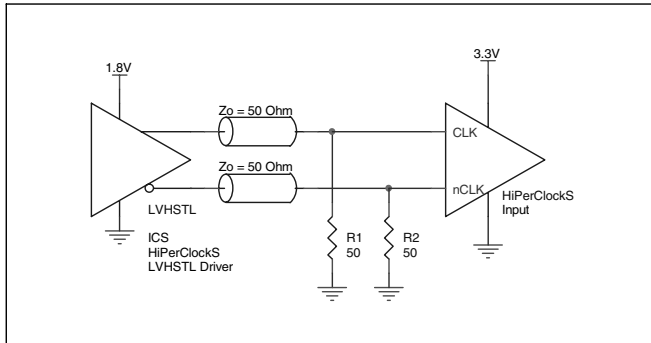 1.8V
3.3V
Zo = 50 Ohm
CLK
Zo = 50 Ohm
nCLK
HiPerClockS
Input
LVHSTL
ICS
HiPerClockS
LVHSTL Driver
R1
50
R2
50